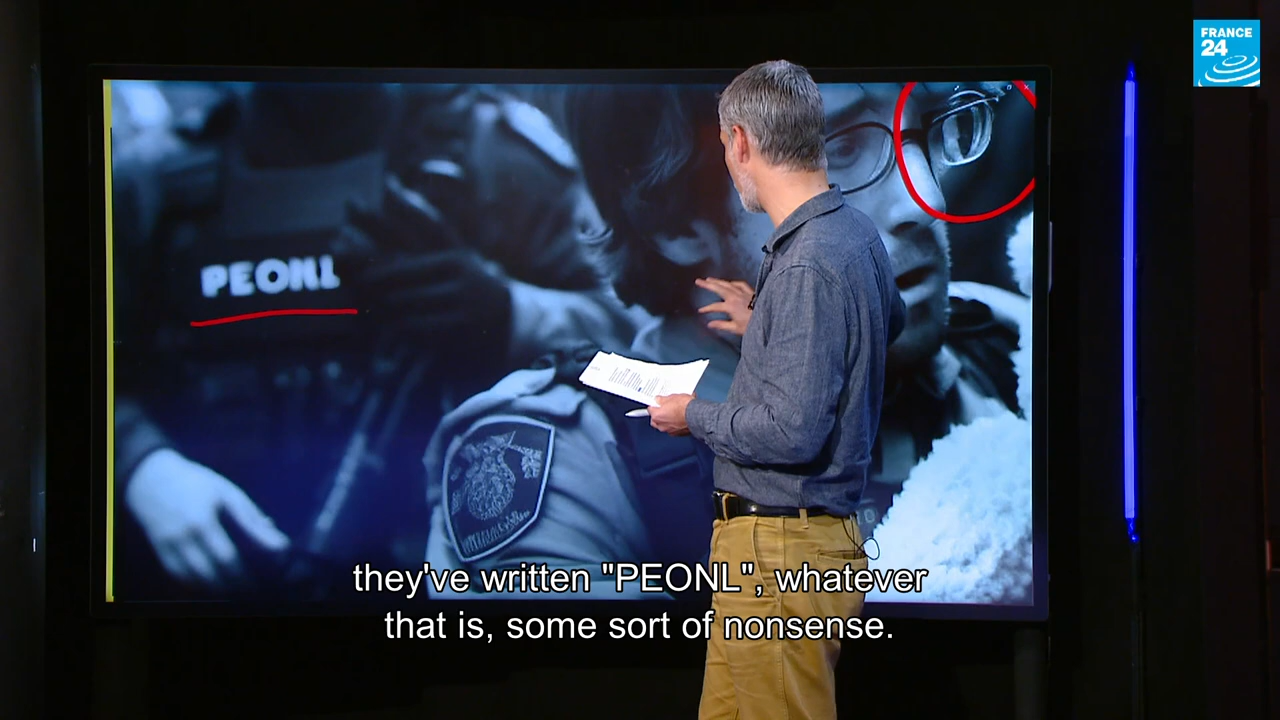 FRANCE
24
PEONL
they've written "PEONL", whatever
that is, some sort of nonsense.